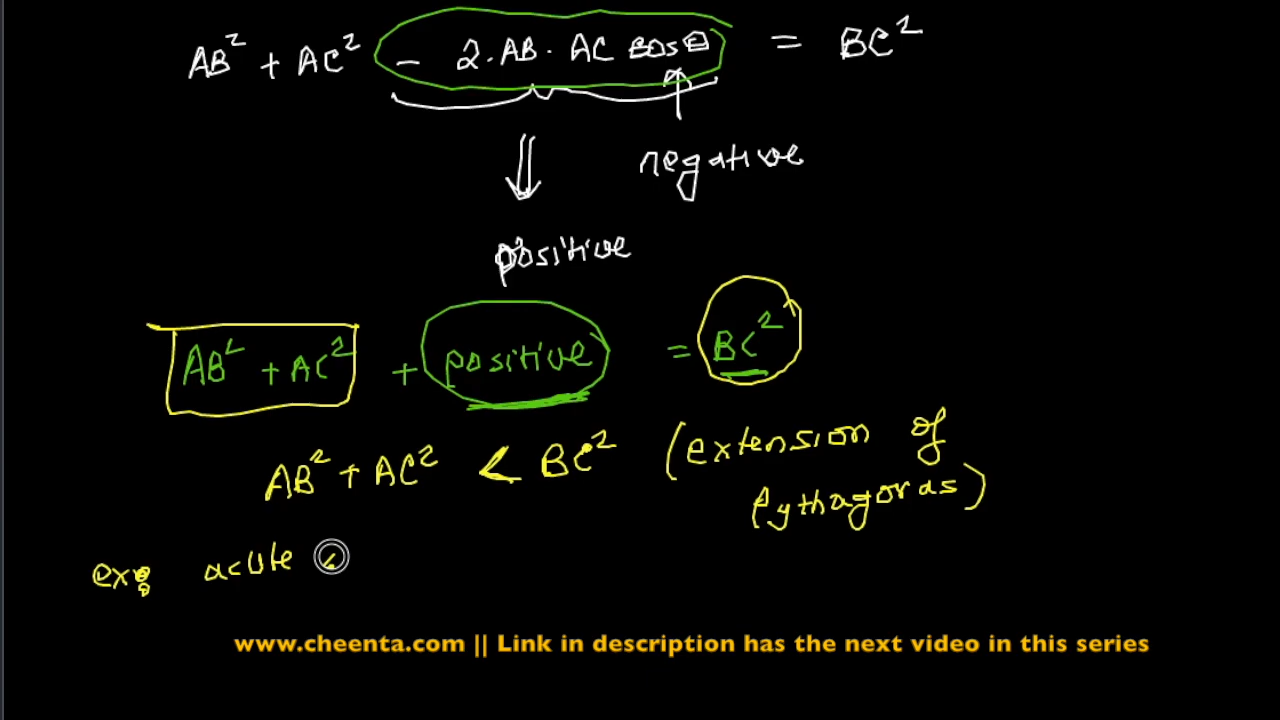 AB² + AC² - 2·AB·AC cosθ = BC²
negative
positive
AB² + AC² + positive = BC²
AB² + AC² < BC² (extension of
Pythagoras)
ex: acute
www.cheenta.com || Link in description has the next video in this series